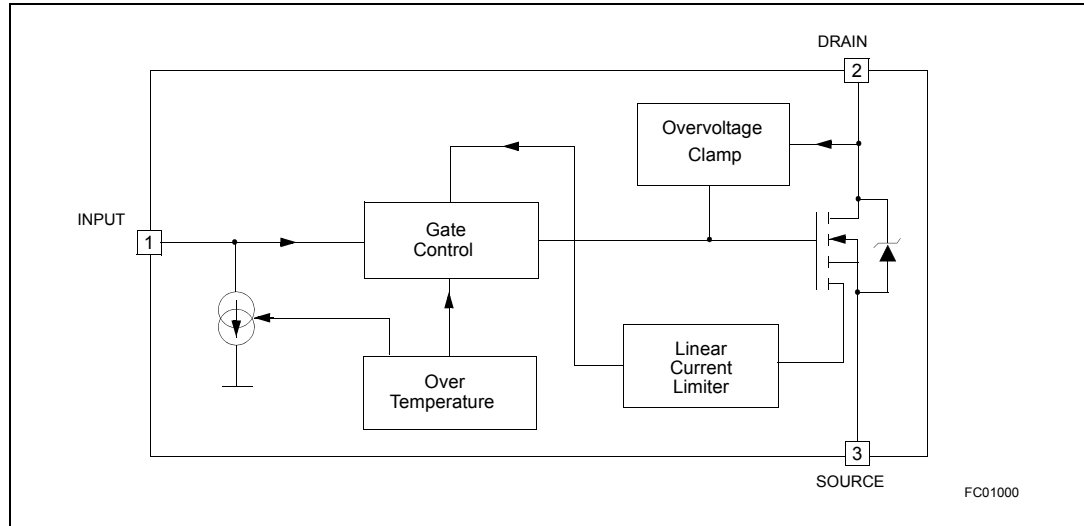 DRAIN
2
Overvoltage
Clamp
INPUT
1
Gate
Control
Linear
Current
Limiter
Over
Temperature
3
SOURCE
FC01000